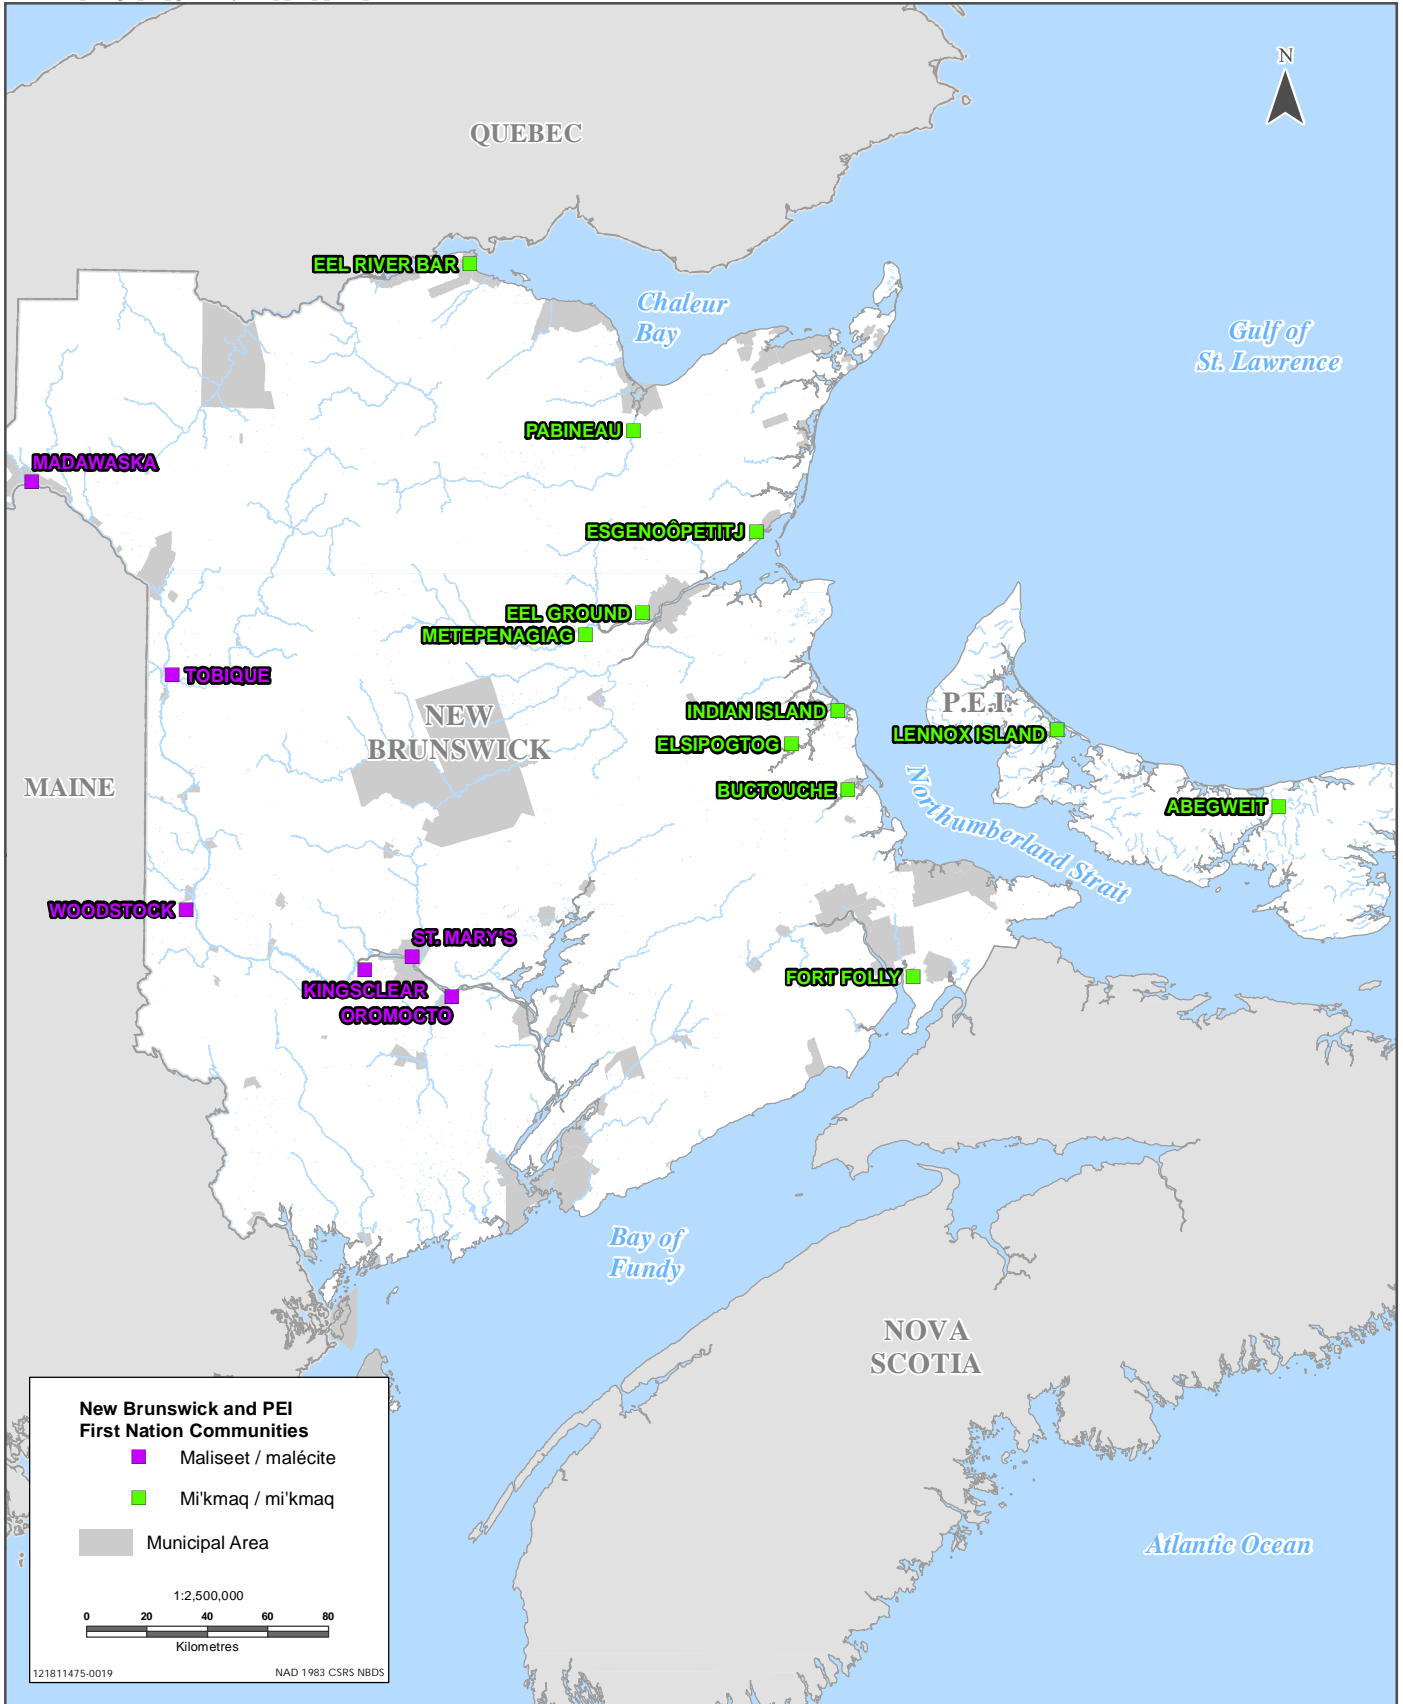 N
QUEBEC
EEL RIVER BAR
Chaleur
Bay
Gulf of
St. Lawrence
PABINEAU
MADAWASKA
ESGENOÔPETITJ
EEL GROUND
METEPENAGIAG
TOBIQUE
NEW
BRUNSWICK
INDIAN ISLAND
P.E.I.
LENNOX ISLAND
ELSIPOGTOG
MAINE
BUCTOUCHE
ABEGWEIT
Northumberland Strait
WOODSTOCK
ST. MARY'S
KINGSCLEAR
OROMOCTO
FORT FOLLY
Bay of
Fundy
NOVA
SCOTIA
Atlantic Ocean
New Brunswick and PEI
First Nation Communities
Maliseet / malécite
Mi'kmaq / mi'kmaq
Municipal Area
1:2,500,000
0 20 40 60 80
Kilometres
121811475-0019 NAD 1983 CSRS NBDS